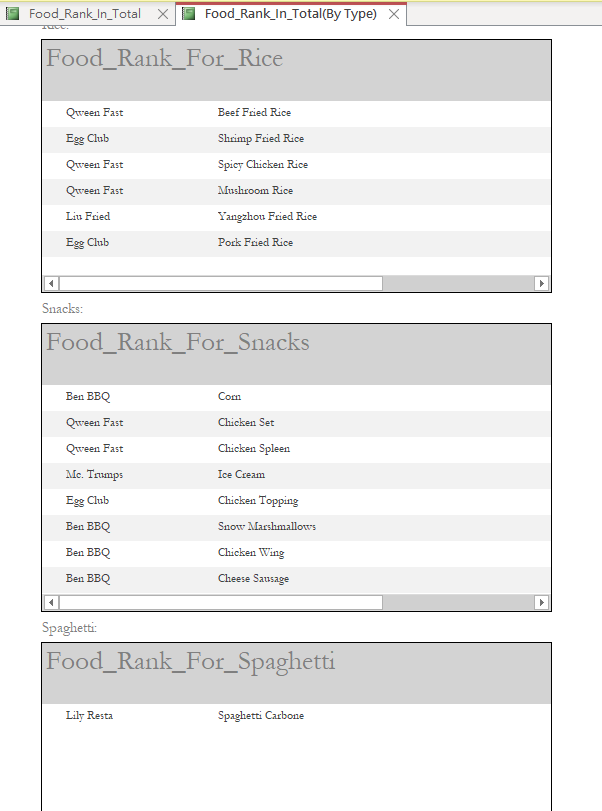 Food_Rank_In_Total
Food_Rank_In_Total(By Type)
Rice:
Food_Rank_For_Rice
Qween Fast Beef Fried Rice
Egg Club Shrimp Fried Rice
Qween Fast Spicy Chicken Rice
Qween Fast Mushroom Rice
Liu Fried Yangzhou Fried Rice
Egg Club Pork Fried Rice
Snacks:
Food_Rank_For_Snacks
Ben BBQ Corn
Qween Fast Chicken Set
Qween Fast Chicken Spleen
Mc. Trumps Ice Cream
Egg Club Chicken Topping
Ben BBQ Snow Marshmallows
Ben BBQ Chicken Wing
Ben BBQ Cheese Sausage
Spaghetti:
Food_Rank_For_Spaghetti
Lily Resta Spaghetti Carbone